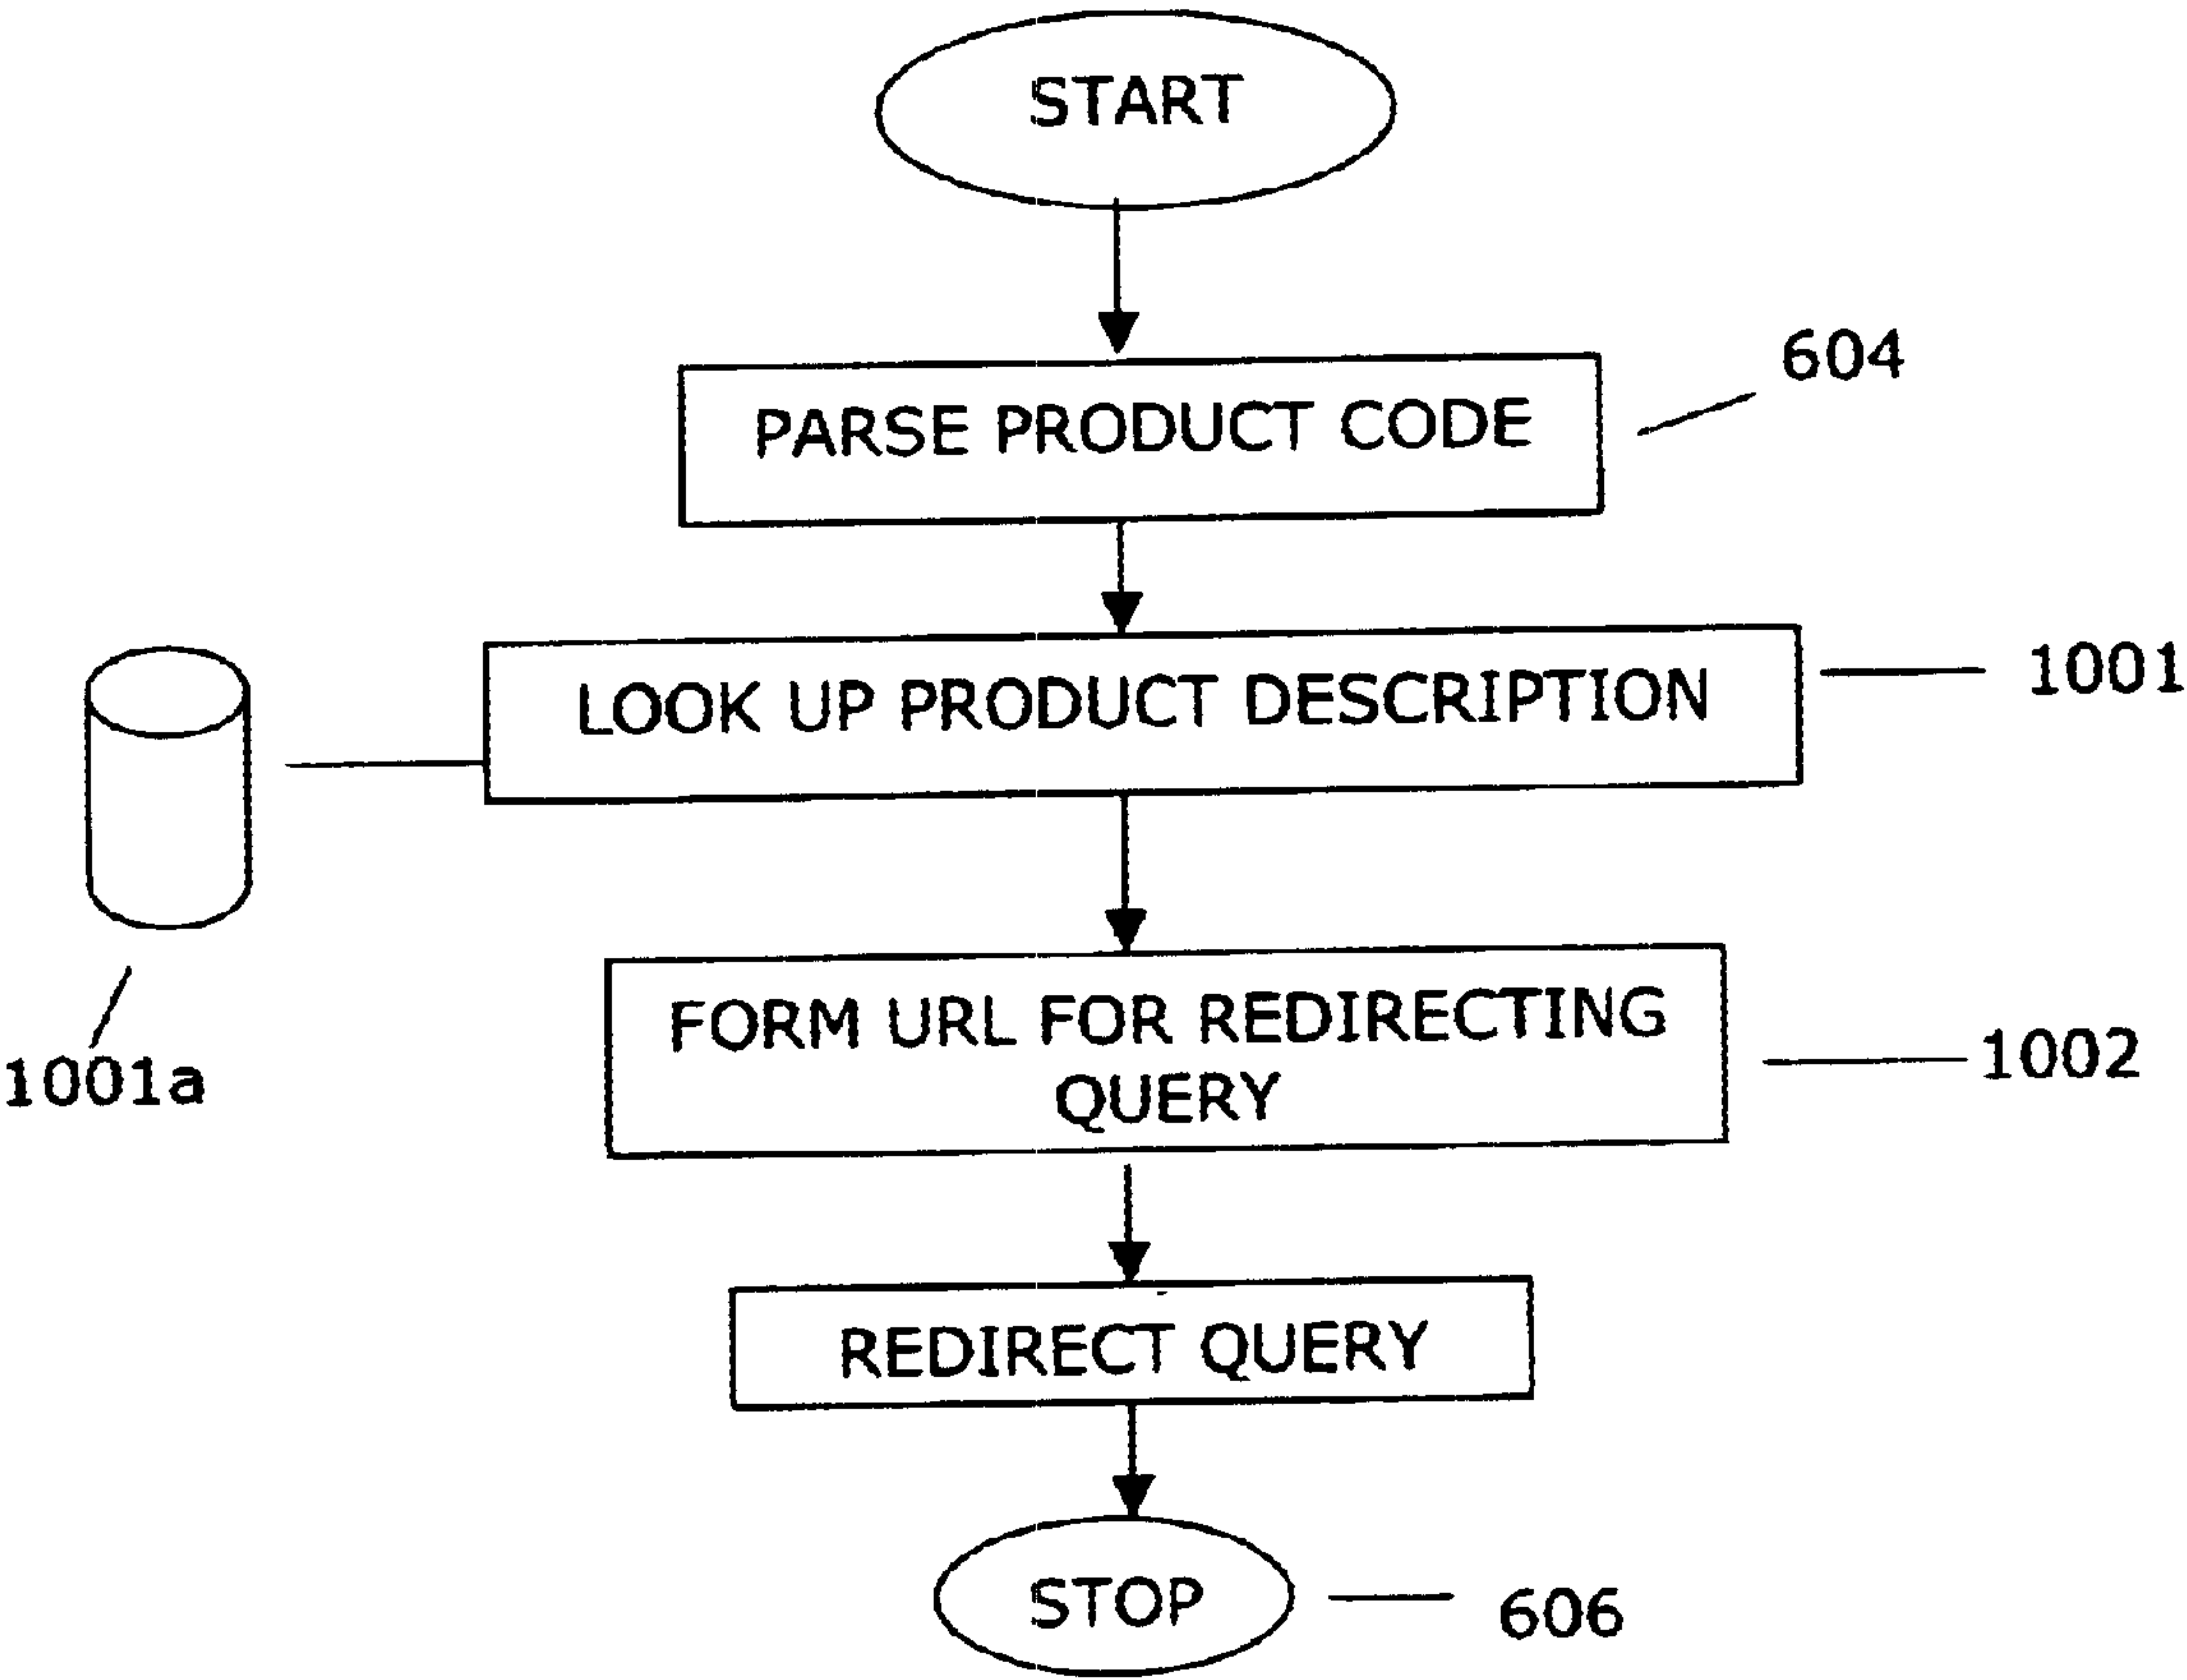 START
PARSE PRODUCT CODE
604
LOOK UP PRODUCT DESCRIPTION
1001
1001a
FORM URL FOR REDIRECTING
QUERY
1002
REDIRECT QUERY
STOP
606